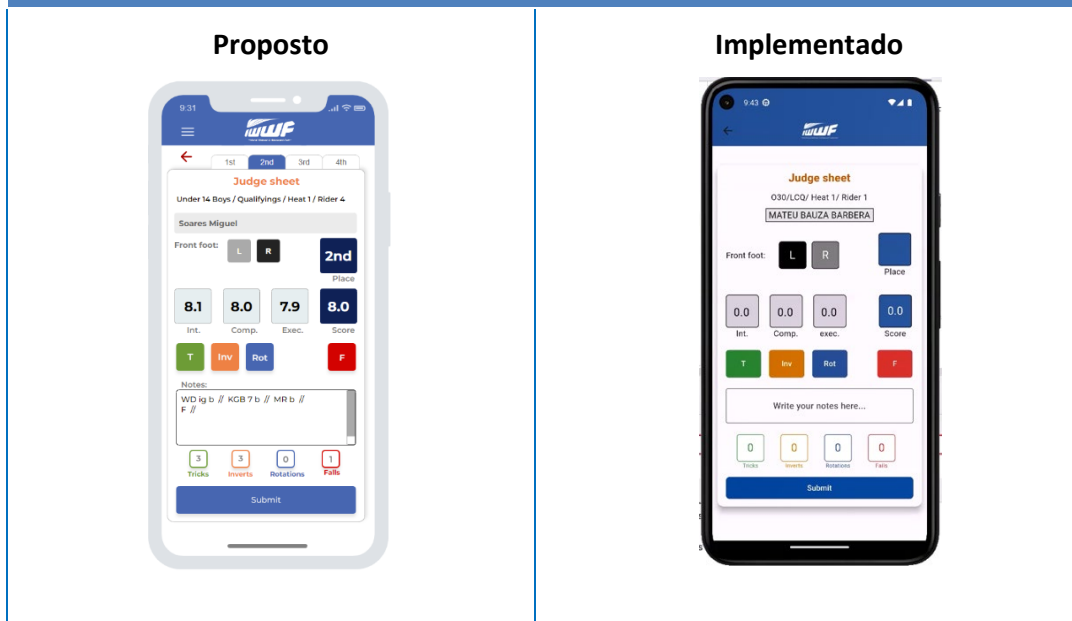 Proposto
9:31
IWWF
1st 2nd 3rd 4th
Judge sheet
Under 14 Boys / Qualifyings / Heat 1 / Rider 4
Soares Miguel
Front foot: L R 2nd
Place
8.1 8.0 7.9 8.0
Int. Comp. Exec. Score
T Inv Rot F
Notes:
WD ig b // KGB 7 b // MR b //
F //
3 3 0 1
Tricks Inverts Rotations Falls
Submit
Implementado
9:43
IWWF
Judge sheet
O30/LCQ/ Heat 1/ Rider 1
MATEU BAUZA BARBERA
Front foot: L R
Place
0.0 0.0 0.0 0.0
Int. Comp. exec. Score
T Inv Rot F
Write your notes here...
0 0 0 0
Tricks Inverts Rotations Falls
Submit